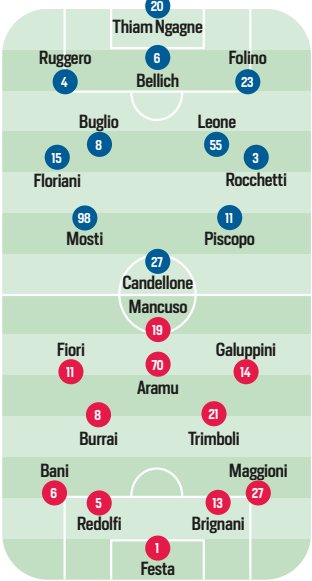 20
Thiam Ngagne
Ruggero
6
Folino
4
Bellich
23
Buglio
Leone
8
55
15
3
Floriani
Rocchetti
98
11
Mosti
Piscopo
27
Candellone
Mancuso
19
Fiori
Galuppini
11
70
14
Aramu
8
21
Burrai
Trimboli
Bani
Maggioni
6
5
13
27
Redolfi
Brignani
1
Festa